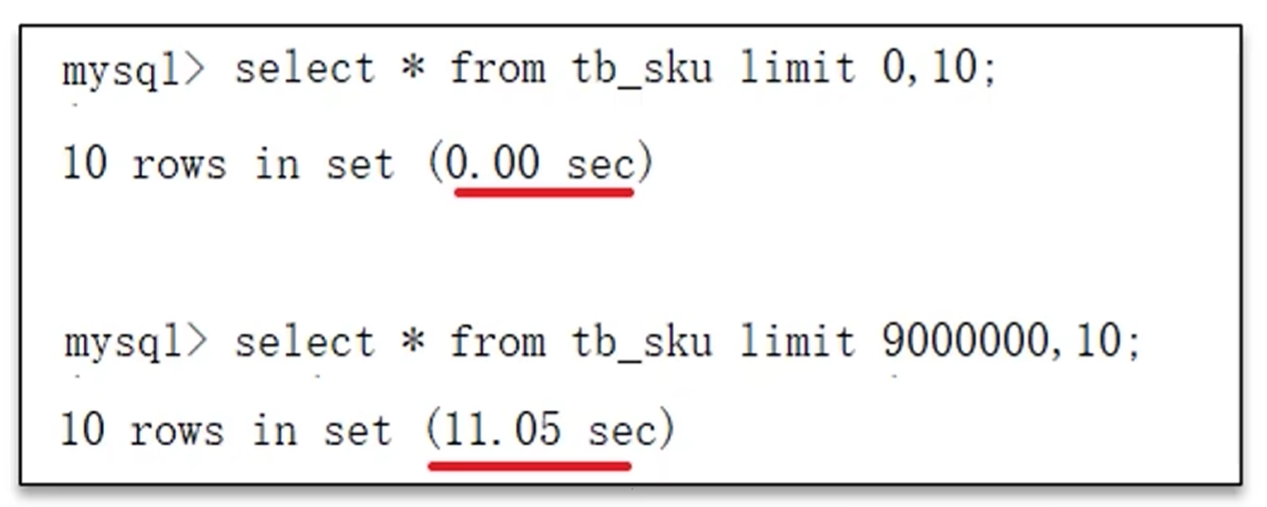 mysql> select * from tb_sku limit 0,10;
10 rows in set (0.00 sec)
mysql> select * from tb_sku limit 9000000,10;
10 rows in set (11.05 sec)